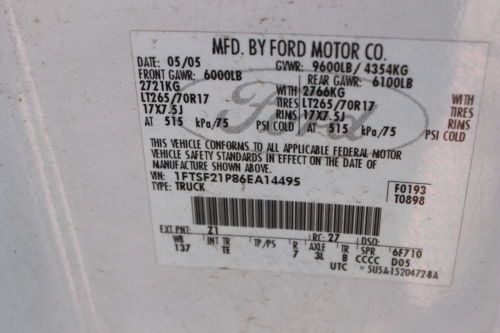 MFD. BY FORD MOTOR CO.
DATE: 05/05 GVWR: 9600LB/ 4354KG
FRONT GAWR: 6000LB REAR GAWR: 6100LB
2721KG WITH 2766KG WITH
LT265/70R17 TIRES LT265/70R17 TIRES
17X7.5J RIMS 17X7.5J RIMS
AT 515 kPa/75 PSI COLD AT 515 kPa/75 PSI COLD
Ford
THIS VEHICLE CONFORMS TO ALL APPLICABLE FEDERAL MOTOR
VEHICLE SAFETY STANDARDS IN EFFECT ON THE DATE OF
MANUFACTURE SHOWN ABOVE.
VIN: 1FTSF21P86EA14495 F0193
TYPE: TRUCK T0898
EXT.PNT: Z1 RC: 27 DSO:
WB INT TR TP/PS R AXLE TR SPR 6F710
137 TE 7 3L B CCCC D05
UTC 5U5A-1520472-BA